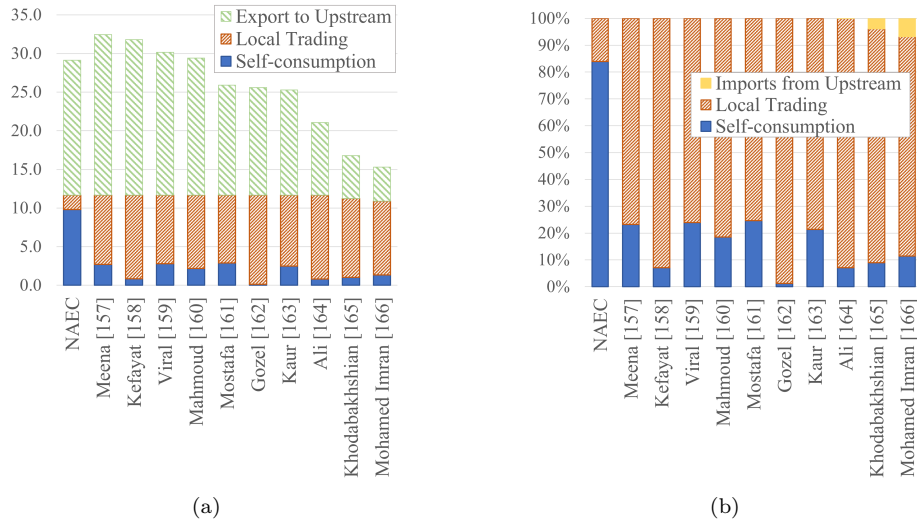 35.0
30.0
25.0
20.0
15.0
10.0
5.0
0.0
Export to Upstream
Local Trading
Self-consumption
NAEC
Meena [157]
Kefayat [158]
Viral [159]
Mahmoud [160]
Mostafa [161]
Gozel [162]
Kaur [163]
Ali [164]
Khodabakhshian [165]
Mohamed Imran [166]
(a)
100%
90%
80%
70%
60%
50%
40%
30%
20%
10%
0%
Imports from Upstream
Local Trading
Self-consumption
NAEC
Meena [157]
Kefayat [158]
Viral [159]
Mahmoud [160]
Mostafa [161]
Gozel [162]
Kaur [163]
Ali [164]
Khodabakhshian [165]
Mohamed Imran [166]
(b)